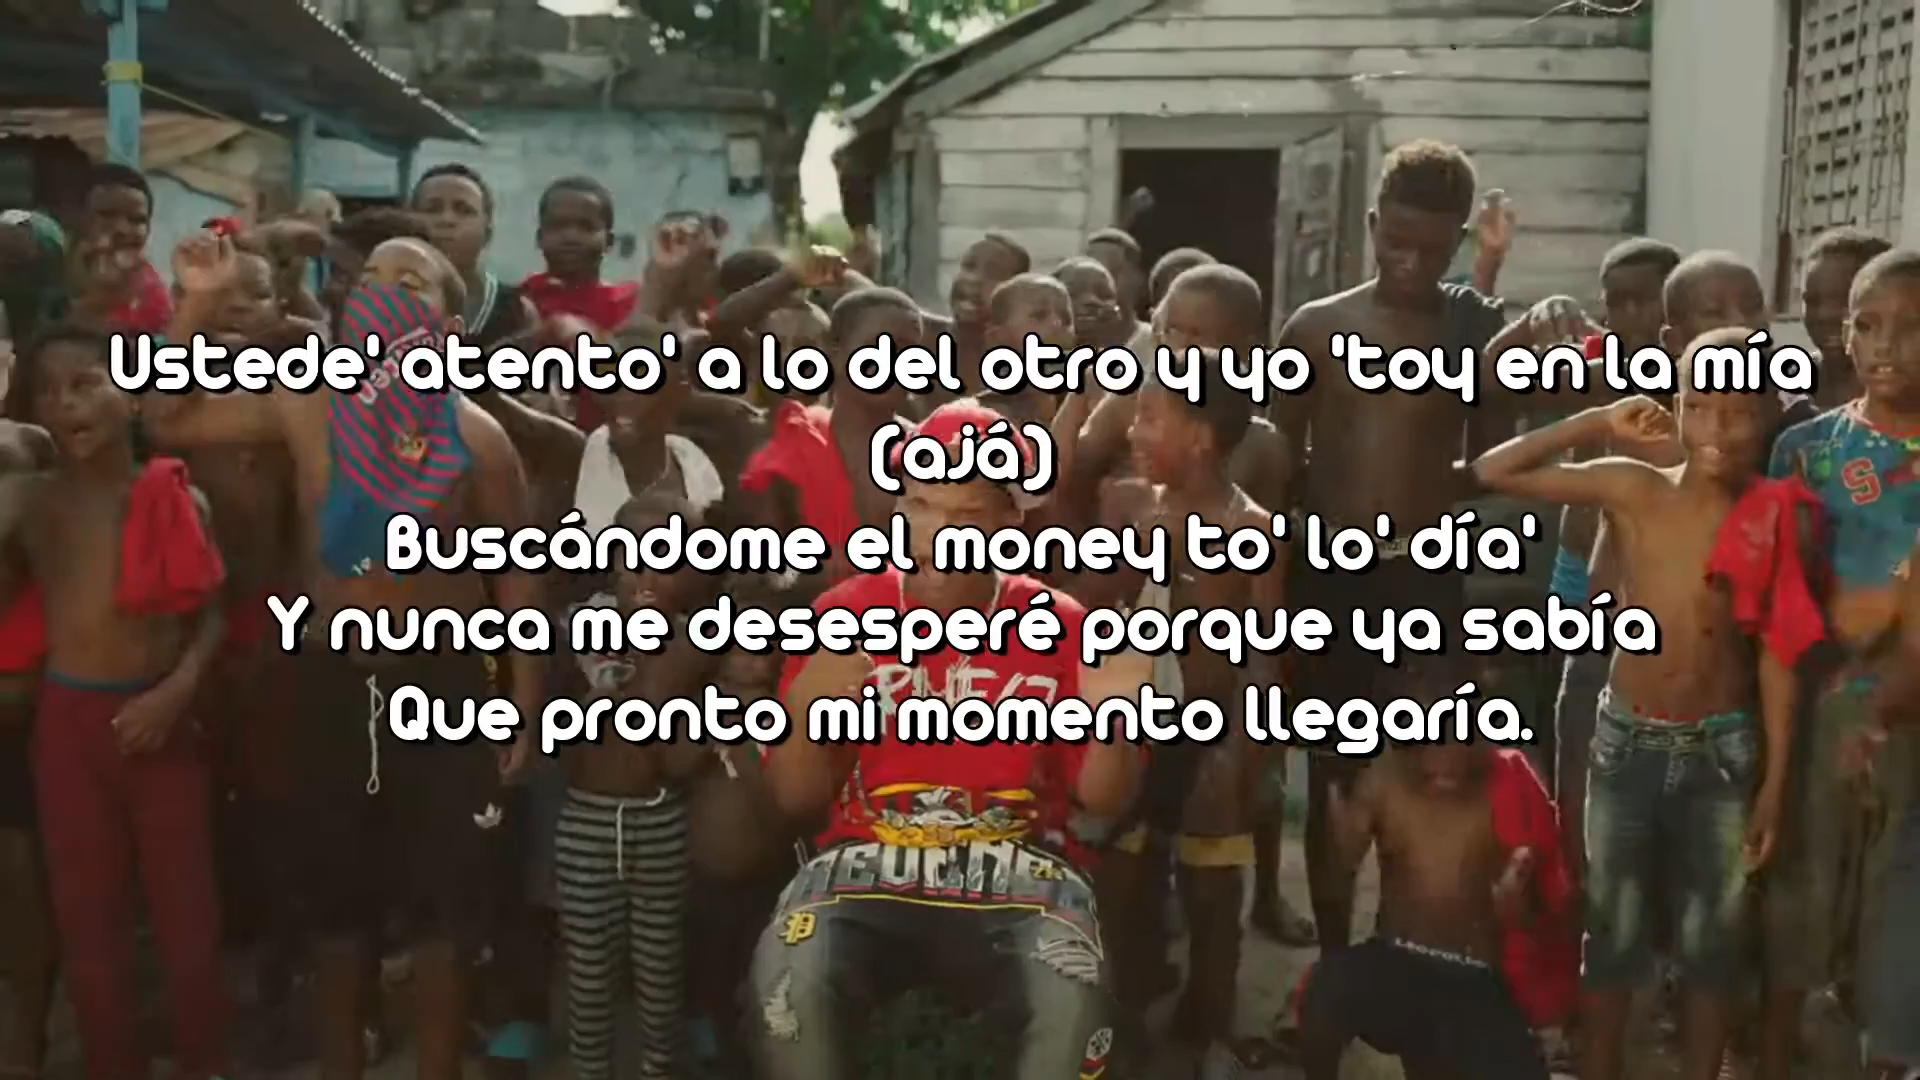 Ustede' atento' a lo del otro y yo 'toy en la mía
(ajá)
Buscándome el money to' lo' día'
Y nunca me desesperé porque ya sabía
Que pronto mi momento llegaría.
S